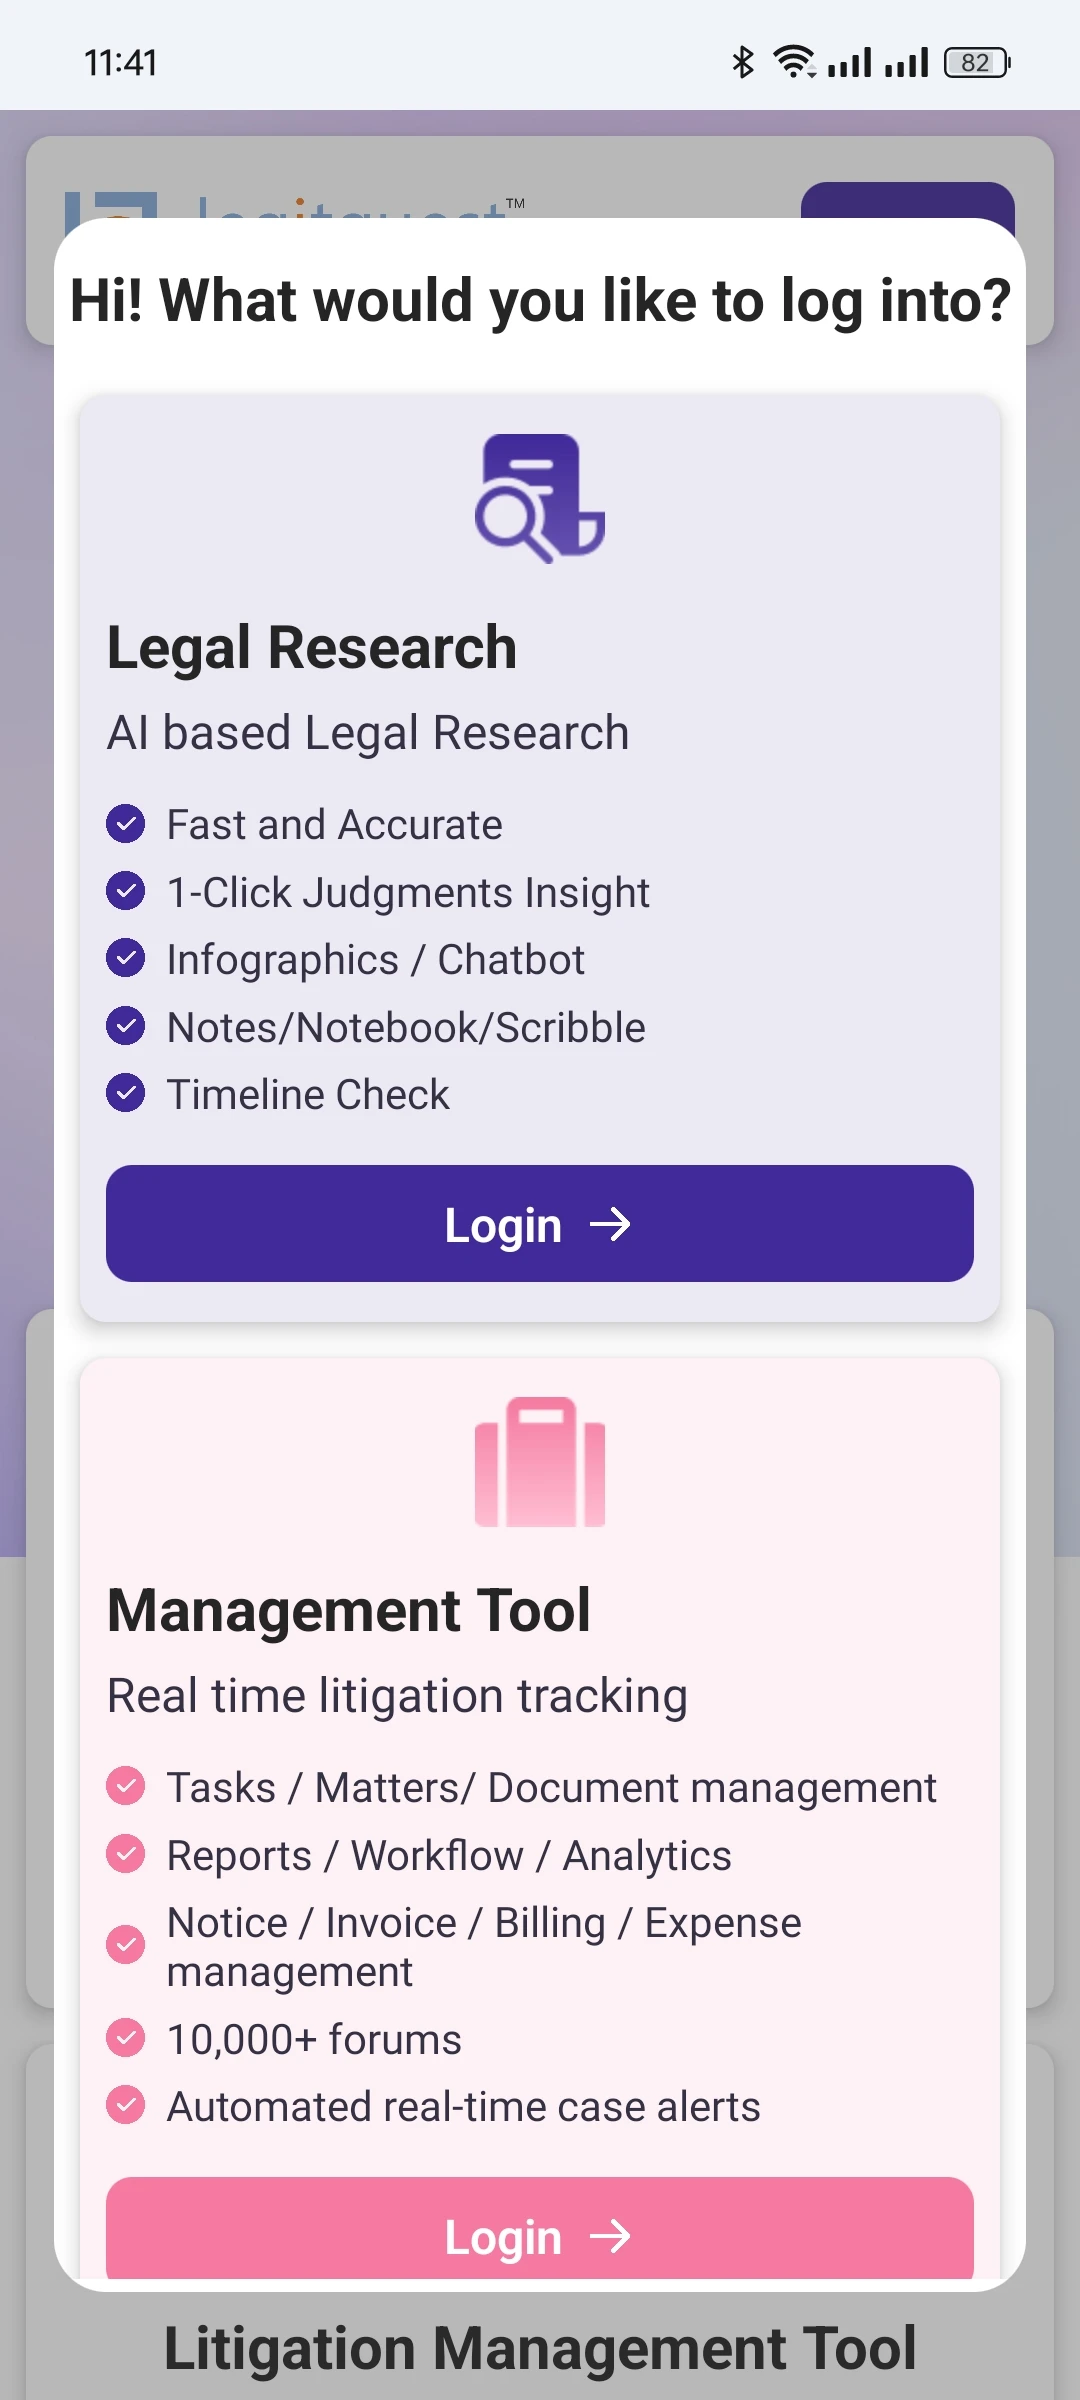 11:41
82
TM
Hi! What would you like to log into?
Legal Research
AI based Legal Research
Fast and Accurate
1-Click Judgments Insight
Infographics / Chatbot
Notes/Notebook/Scribble
Timeline Check
Login
Management Tool
Real time litigation tracking
Tasks / Matters/ Document management
Reports / Workflow / Analytics
Notice / Invoice / Billing / Expense
management
10,000+ forums
Automated real-time case alerts
Login
Litigation Management Tool